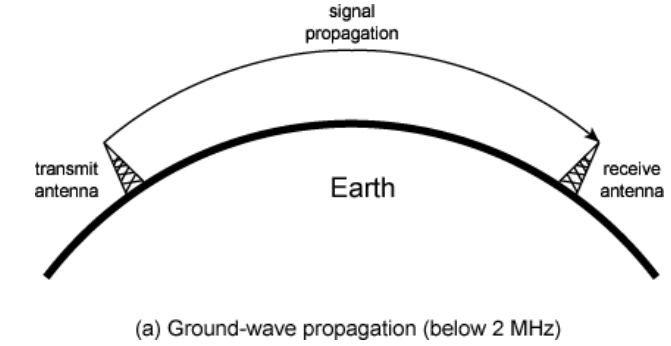 signal
propagation
transmit
antenna
Earth
receive
antenna
(a) Ground-wave propagation (below 2 MHz)